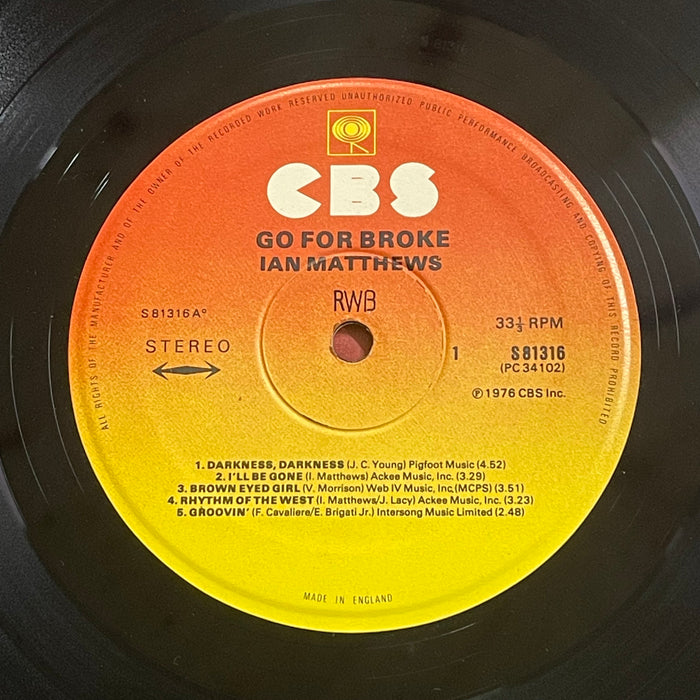 ALL RIGHTS OF THE MANUFACTURER AND OF THE OWNER OF THE RECORDED WORK RESERVED UNAUTHORIZED PUBLIC PERFORMANCE BROADCASTING AND COPYING OF THIS RECORD PROHIBITED
CBS
GO FOR BROKE
IAN MATTHEWS
RWB
S 81316 A°
STEREO
33⅓ RPM
1
S 81316
(PC 34102)
℗ 1976 CBS Inc.
1. DARKNESS, DARKNESS (J. C. Young) Pigfoot Music (4.52)
2. I'LL BE GONE (I. Matthews) Ackee Music, Inc. (3.29)
3. BROWN EYED GIRL (V. Morrison) Web IV Music, Inc. (MCPS) (3.51)
4. RHYTHM OF THE WEST (I. Matthews/J. Lacy) Ackee Music, Inc. (3.23)
5. GROOVIN' (F. Cavaliere/E. Brigati Jr.) Intersong Music Limited (2.48)
MADE IN ENGLAND